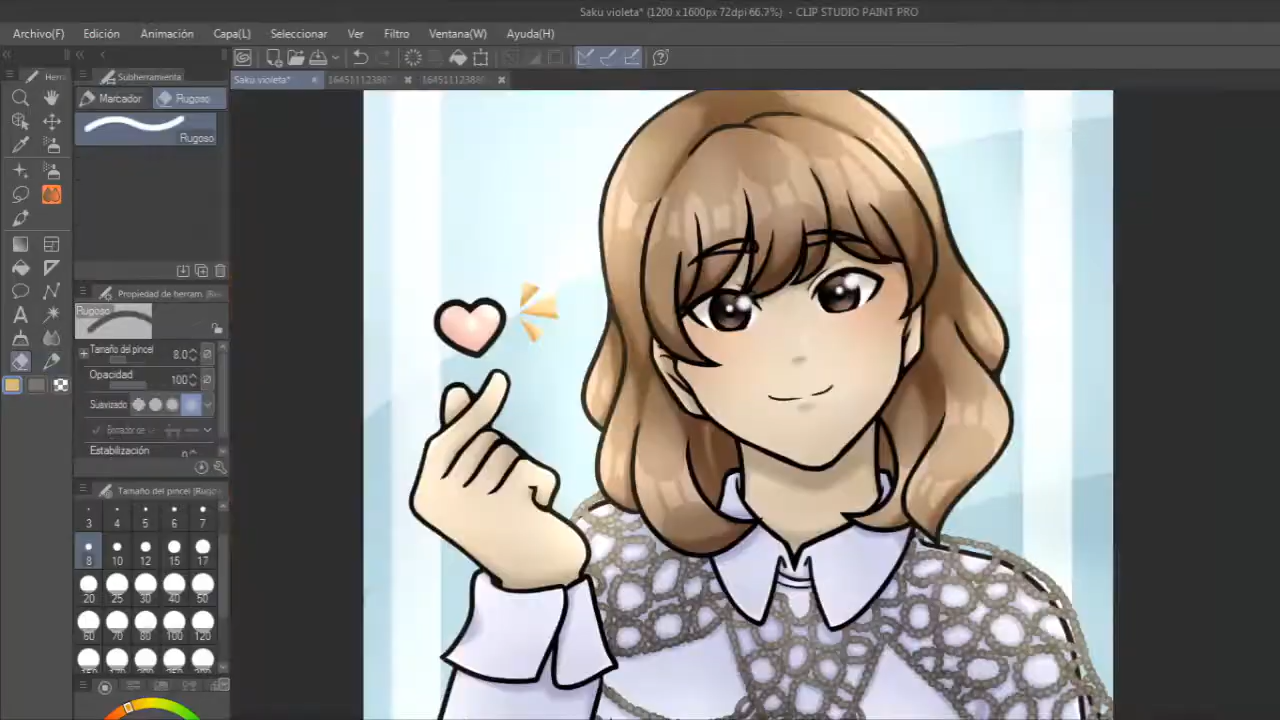 Saku violeta* (1200 x 1600px 72dpi 66.7%) - CLIP STUDIO PAINT PRO
Archivo(F) Edición Animación Capa(L) Seleccionar Ver Filtro Ventana(W) Ayuda(H)
Subherramienta
Saku violeta*
Marcador Rugoso
Rugoso
Propiedad de herram.
Rugoso
Tamaño del pincel 8.0
Opacidad 100
Suavizado
Borrador de
Estabilización
Tamaño del pincel
3 4 5 6 7
8 10 12 15 17
20 25 30 40 50
60 70 80 100 120